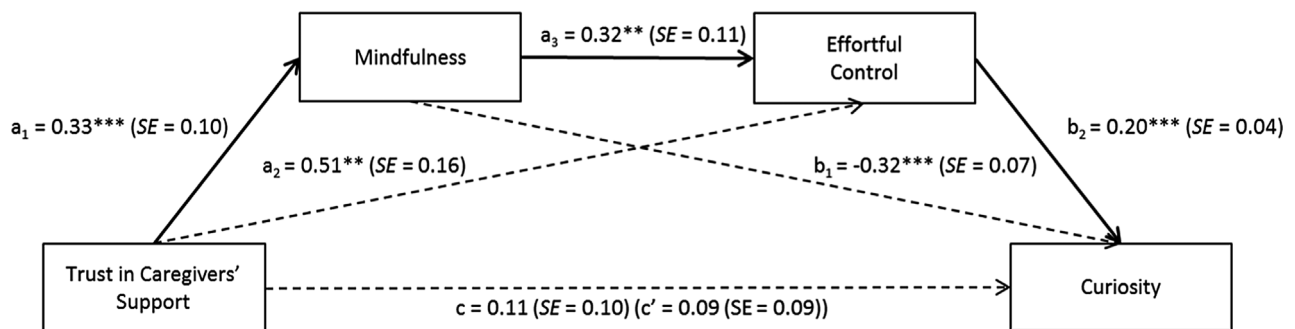 a₃ = 0.32** (SE = 0.11)
Mindfulness
Effortful
Control
a₁ = 0.33*** (SE = 0.10)
b₂ = 0.20*** (SE = 0.04)
a₂ = 0.51** (SE = 0.16)
b₁ = -0.32*** (SE = 0.07)
Trust in Caregivers’
Support
Curiosity
c = 0.11 (SE = 0.10) (c’ = 0.09 (SE = 0.09))